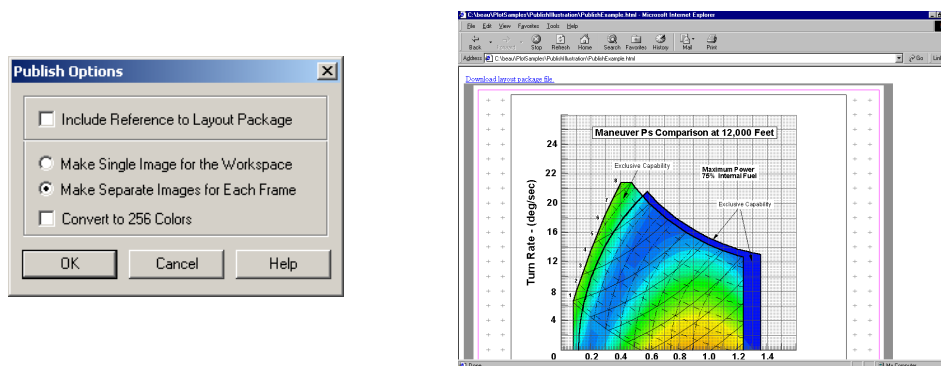 Publish Options
Include Reference to Layout Package
Make Single Image for the Workspace
Make Separate Images for Each Frame
Convert to 256 Colors
OK Cancel Help
C:\beau\PlotSamples\PublishIllustration\PublishExample.html - Microsoft Internet Explorer
File Edit View Favorites Tools Help
Back Forward Stop Refresh Home Search Favorites History Mail Print
Address C:\beau\PlotSamples\PublishIllustration\PublishExample.html Go Link
Download layout package file.
Maneuver Ps Comparison at 12,000 Feet
Exclusive Capability
Maximum Power
75% Internal Fuel
Exclusive Capability
Turn Rate - (deg/sec)
24
22
20
16
12
8
4
0 0.2 0.4 0.6 0.8 1.0 1.2 1.4
Done My Computer